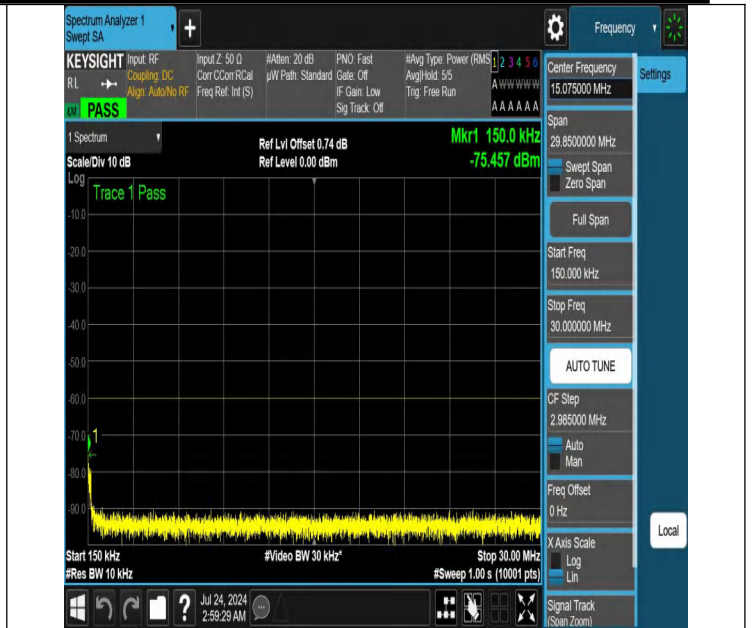 Spectrum Analyzer 1
Swept SA
+
Frequency
KEYSIGHT
RL
LXI PASS
Input: RF
Coupling: DC
Align: Auto/No RF
Input Z: 50 Ω
Corr CCorr RCal
Freq Ref: Int (S)
#Atten: 20 dB
µW Path: Standard
PNO: Fast
Gate: Off
IF Gain: Low
Sig Track: Off
#Avg Type: Power (RMS
Avg|Hold: 5/5
Trig: Free Run
1 2 3 4 5 6
A W W W W W
A A A A A A
1 Spectrum
Scale/Div 10 dB
Ref Lvl Offset 0.74 dB
Ref Level 0.00 dBm
Mkr1 150.0 kHz
-75.457 dBm
Log
Trace 1 Pass
-10.0
-20.0
-30.0
-40.0
-50.0
-60.0
-70.0
1
-80.0
-90.0
Start 150 kHz
#Res BW 10 kHz
#Video BW 30 kHz*
Stop 30.00 MHz
#Sweep 1.00 s (10001 pts)
Center Frequency
15.075000 MHz
Settings
Span
29.8500000 MHz
Swept Span
Zero Span
Full Span
Start Freq
150.000 kHz
Stop Freq
30.000000 MHz
AUTO TUNE
CF Step
2.985000 MHz
Auto
Man
Freq Offset
0 Hz
Local
X Axis Scale
Log
Lin
Signal Track
(Span Zoom)
?
Jul 24, 2024
2:59:29 AM